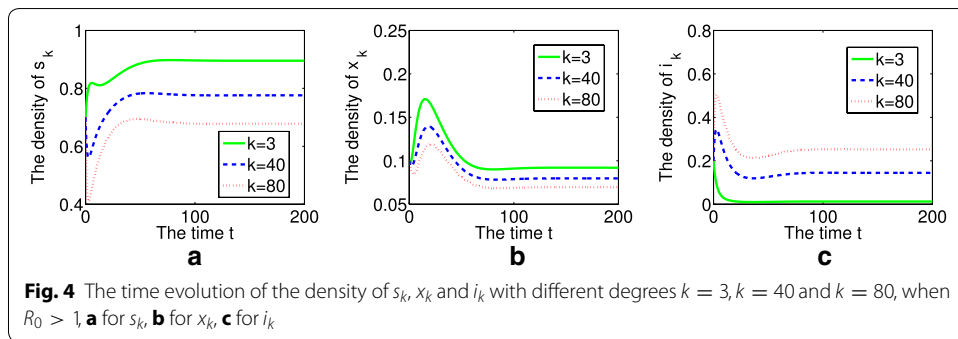 The density of s_k
1
0.8
0.6
0.4
k=3
k=40
k=80
0 100 200
The time t
a
The density of x_k
0.25
0.2
0.15
0.1
0.05
k=3
k=40
k=80
0 100 200
The time t
b
The density of i_k
0.8
0.6
0.4
0.2
0
k=3
k=40
k=80
0 100 200
The time t
c
Fig. 4 The time evolution of the density of s_k, x_k and i_k with different degrees k = 3, k = 40 and k = 80, when
R_0 > 1, a for s_k, b for x_k, c for i_k